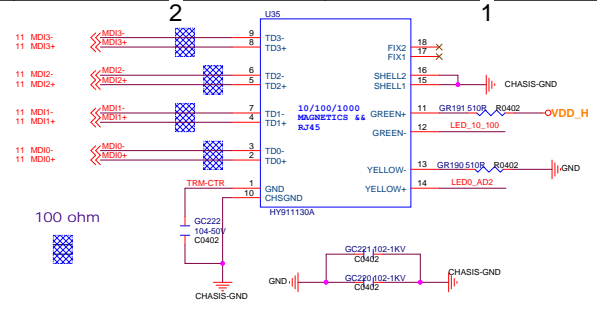 2
1
U35
11 MDI3-
MDI3-
9
TD3-
11 MDI3+
MDI3+
8
TD3+
FIX2
18
FIX1
17
11 MDI2-
MDI2-
6
TD2-
11 MDI2+
MDI2+
5
TD2+
SHELL2
16
SHELL1
15
CHASIS-GND
11 MDI1-
MDI1-
7
TD1-
11 MDI1+
MDI1+
4
TD1+
10/100/1000
MAGNETICS &&
RJ45
GREEN+
11
GR191 510R
R0402
VDD_H
GREEN-
12
LED_10_100
11 MDI0-
MDI0-
3
TD0-
11 MDI0+
MDI0+
2
TD0+
YELLOW-
13
GR190 510R
R0402
GND
YELLOW+
14
LED0_AD2
TRM-CTR
1
GND
10
CHSGND
HY911130A
100 ohm
GC222
104-50V
C0402
CHASIS-GND
GC221 102-1KV
C0402
GND
GC220 102-1KV
C0402
CHASIS-GND